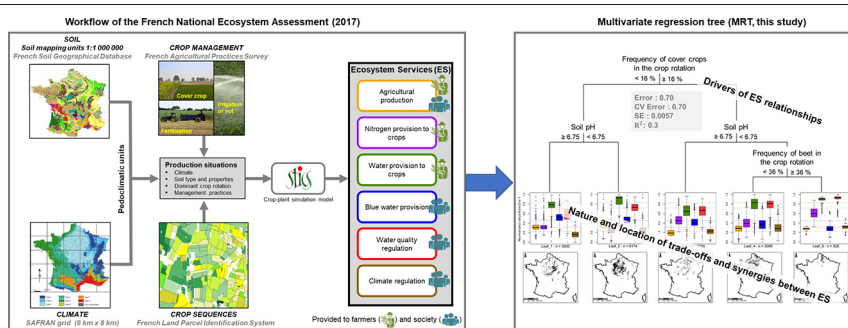 Workflow of the French National Ecosystem Assessment (2017)
SOIL
Soil mapping units 1:1 000 000
French Soil Geographical Database
CROP MANAGEMENT
French Agricultural Practices Survey
Cover crop
Irrigation
or not
Fertilization
Pedoclimatic units
Production situations
• Climate
• Soil type and properties
• Dominant crop rotation
• Management practices
stics
Crop-plant simulation model
CLIMATE
SAFRAN grid (8 km x 8 km)
CROP SEQUENCES
French Land Parcel Identification System
Ecosystem Services (ES)
Agricultural
production
Nitrogen provision to
crops
Water provision to
crops
Blue water provision
Water quality
regulation
Climate regulation
Provided to farmers ( ) and society ( )
Multivariate regression tree (MRT, this study)
Frequency of cover crops
in the crop rotation
< 16 % ≥ 16 %
Drivers of ES relationships
Error : 0.70
CV Error : 0.70
SE : 0.0057
R²: 0.3
Soil pH
≥ 6.75 < 6.75
Soil pH
≥ 6.75 < 6.75
Frequency of beet in
the crop rotation
< 36 % ≥ 36 %
Nature and location of trade-offs and synergies between ES